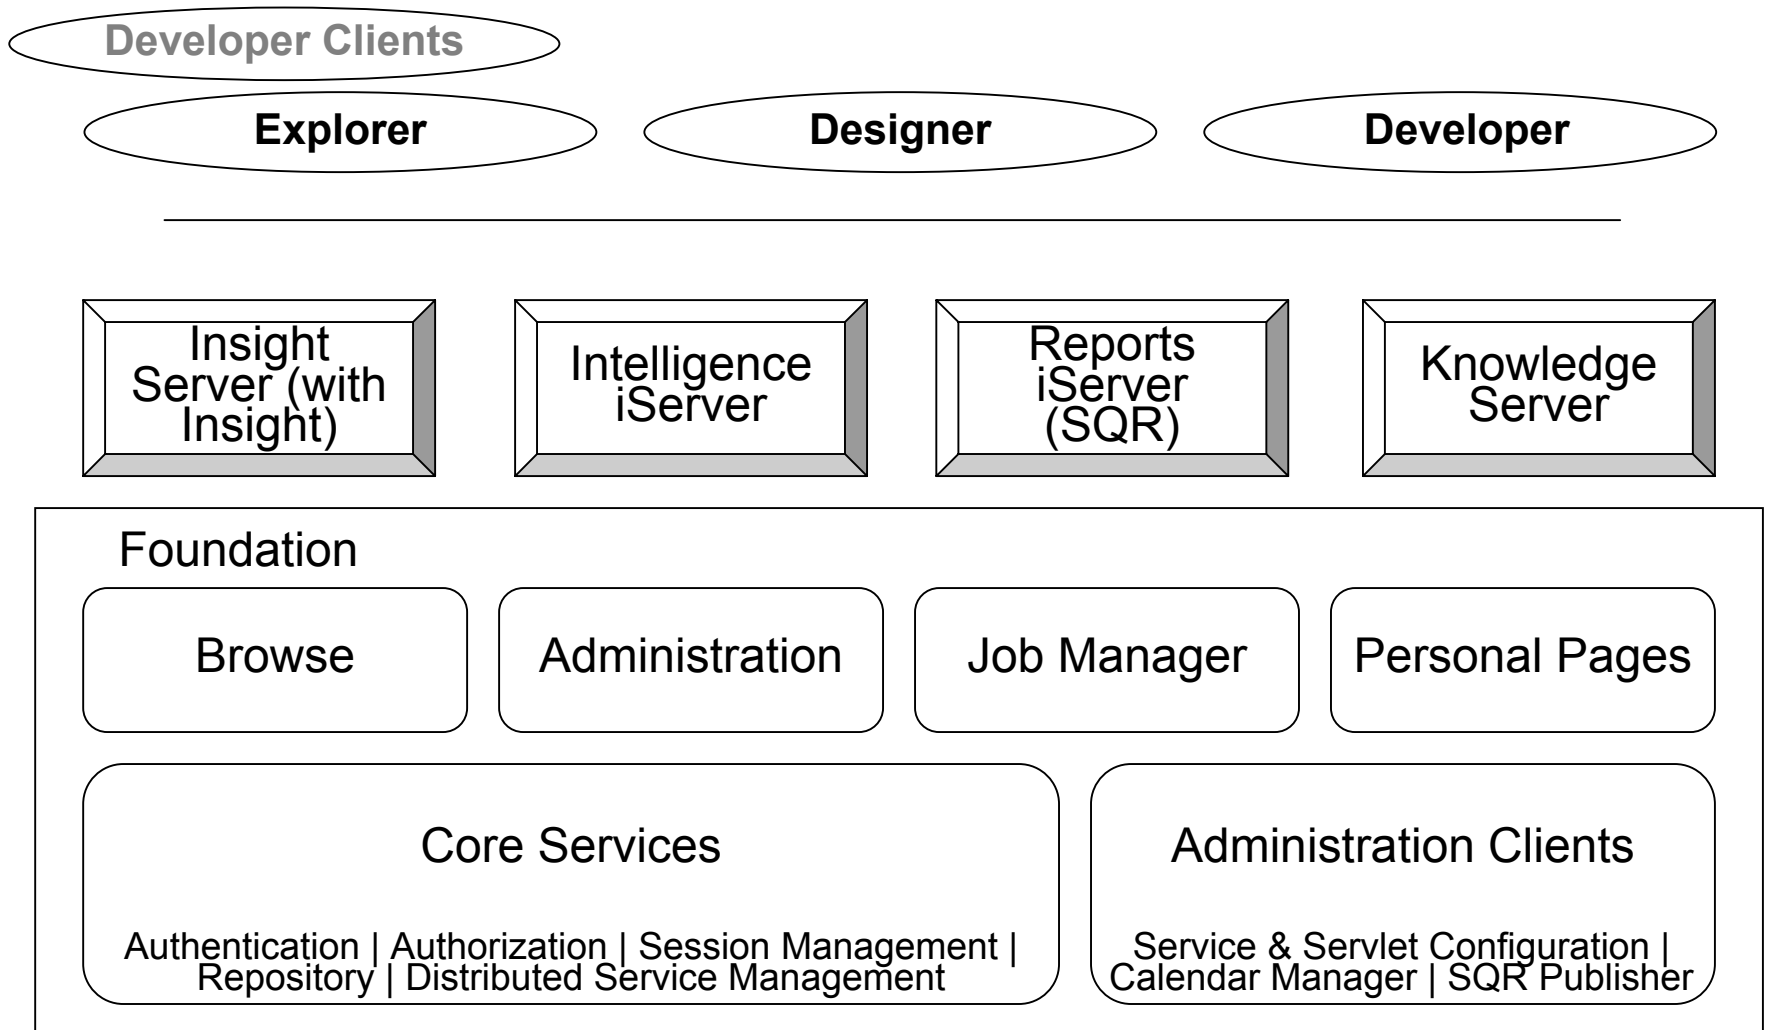 Developer Clients
Explorer
Designer
Developer
Insight
Server (with
Insight)
Intelligence
iServer
Reports
iServer
(SQR)
Knowledge
Server
Foundation
Browse
Administration
Job Manager
Personal Pages
Core Services
Authentication | Authorization | Session Management |
Repository | Distributed Service Management
Administration Clients
Service & Servlet Configuration |
Calendar Manager | SQR Publisher